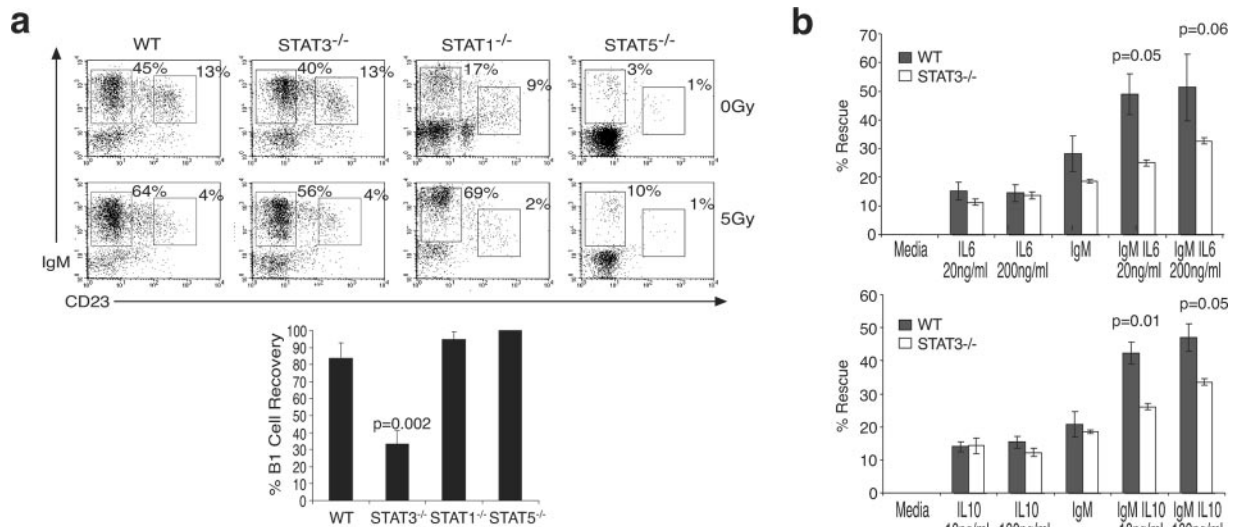 a
WT
STAT3-/-
STAT1-/-
STAT5-/-
45%
13%
40%
13%
17%
9%
3%
1%
0Gy
64%
4%
56%
4%
69%
2%
10%
1%
5Gy
IgM
CD23
% B1 Cell Recovery
100
90
80
70
60
50
40
30
20
10
0
p=0.002
WT
STAT3-/-
STAT1-/-
STAT5-/-
b
% Rescue
70
60
50
40
30
20
10
0
WT
STAT3-/-
p=0.05
p=0.06
Media IL6 IL6 IgM IgM IL6 IgM IL6
20ng/ml 200ng/ml 20ng/ml 200ng/ml
% Rescue
60
50
40
30
20
10
0
WT
STAT3-/-
p=0.01
p=0.05
Media IL10 IL10 IgM IgM IL10 IgM IL10